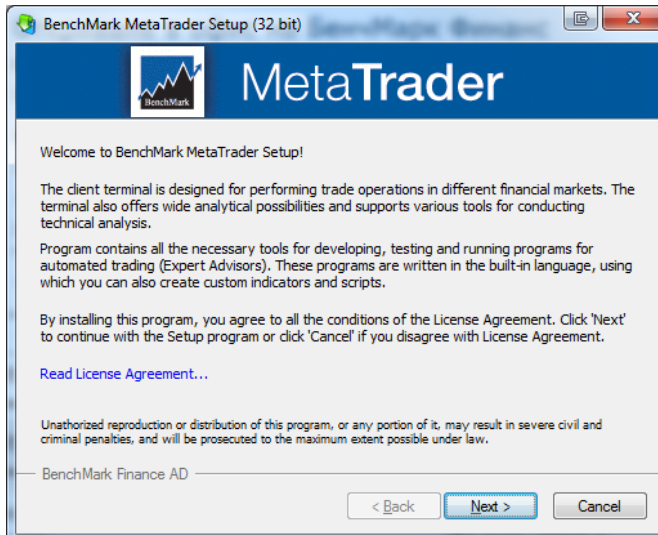 BenchMark MetaTrader Setup (32 bit)
БенчМарк Финанс
BenchMark
MetaTrader
Welcome to BenchMark MetaTrader Setup!
The client terminal is designed for performing trade operations in different financial markets. The
terminal also offers wide analytical possibilities and supports various tools for conducting
technical analysis.
Program contains all the necessary tools for developing, testing and running programs for
automated trading (Expert Advisors). These programs are written in the built-in language, using
which you can also create custom indicators and scripts.
By installing this program, you agree to all the conditions of the License Agreement. Click 'Next'
to continue with the Setup program or click 'Cancel' if you disagree with License Agreement.
Read License Agreement...
Unathorized reproduction or distribution of this program, or any portion of it, may result in severe civil and
criminal penalties, and will be prosecuted to the maximum extent possible under law.
BenchMark Finance AD
< Back
Next >
Cancel